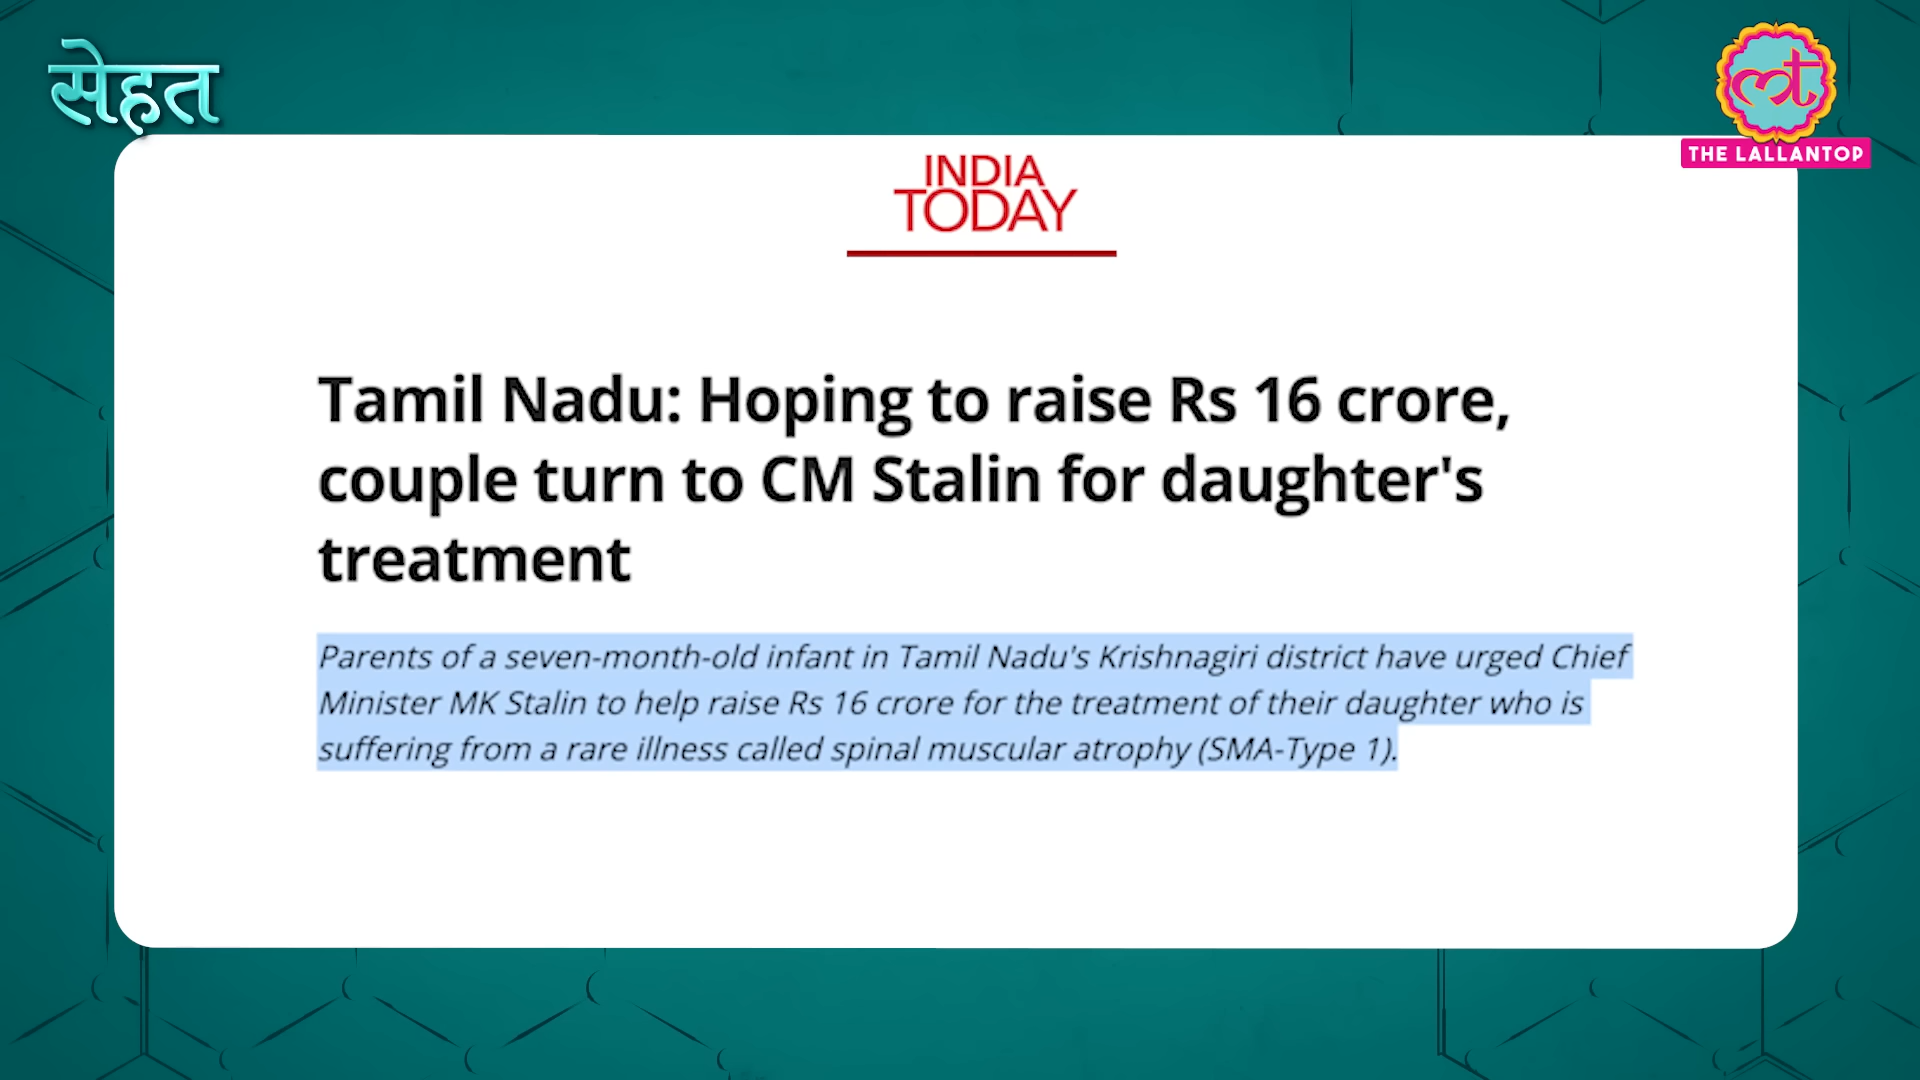 सेहत
THE LALLANTOP
INDIA
TODAY
Tamil Nadu: Hoping to raise Rs 16 crore,
couple turn to CM Stalin for daughter's
treatment
Parents of a seven-month-old infant in Tamil Nadu's Krishnagiri district have urged Chief
Minister MK Stalin to help raise Rs 16 crore for the treatment of their daughter who is
suffering from a rare illness called spinal muscular atrophy (SMA-Type 1).